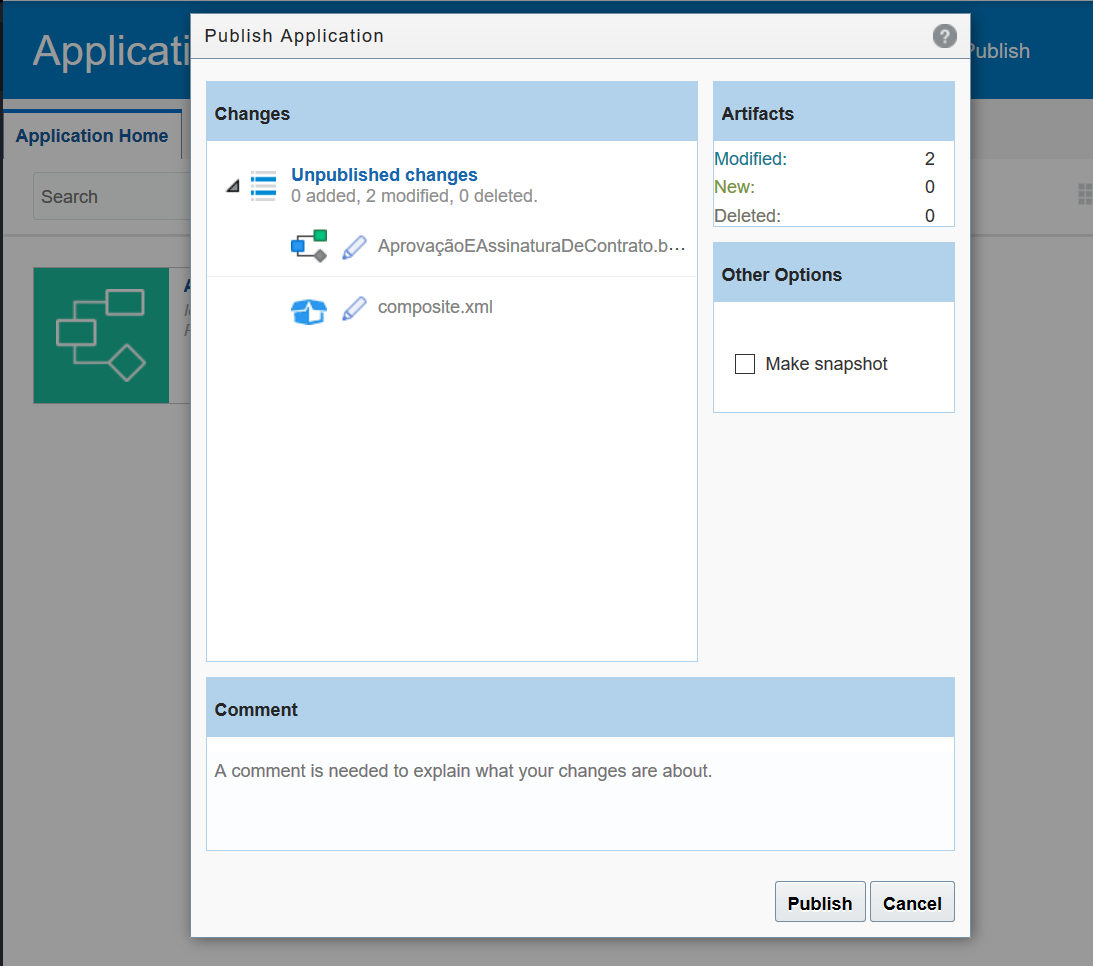 Publish Application
?
Applicati
Publish
Application Home
Search
Changes
Unpublished changes
0 added, 2 modified, 0 deleted.
AprovaçãoEAssinaturaDeContrato.b...
composite.xml
Artifacts
Modified: 2
New: 0
Deleted: 0
Other Options
Make snapshot
Comment
A comment is needed to explain what your changes are about.
Publish Cancel